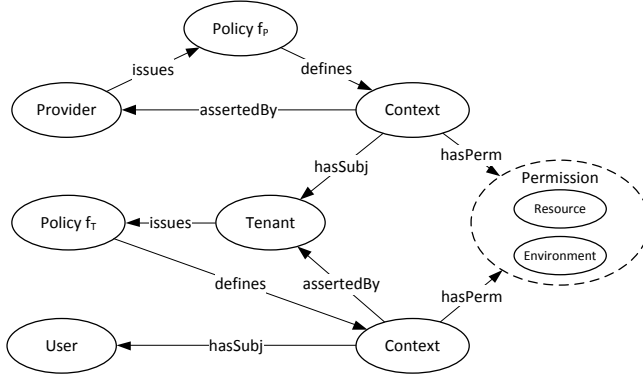 Policy fP
issues
defines
Provider
assertedBy
Context
hasSubj
hasPerm
Permission
Resource
Environment
Policy fT
issues
Tenant
defines
assertedBy
hasPerm
User
hasSubj
Context